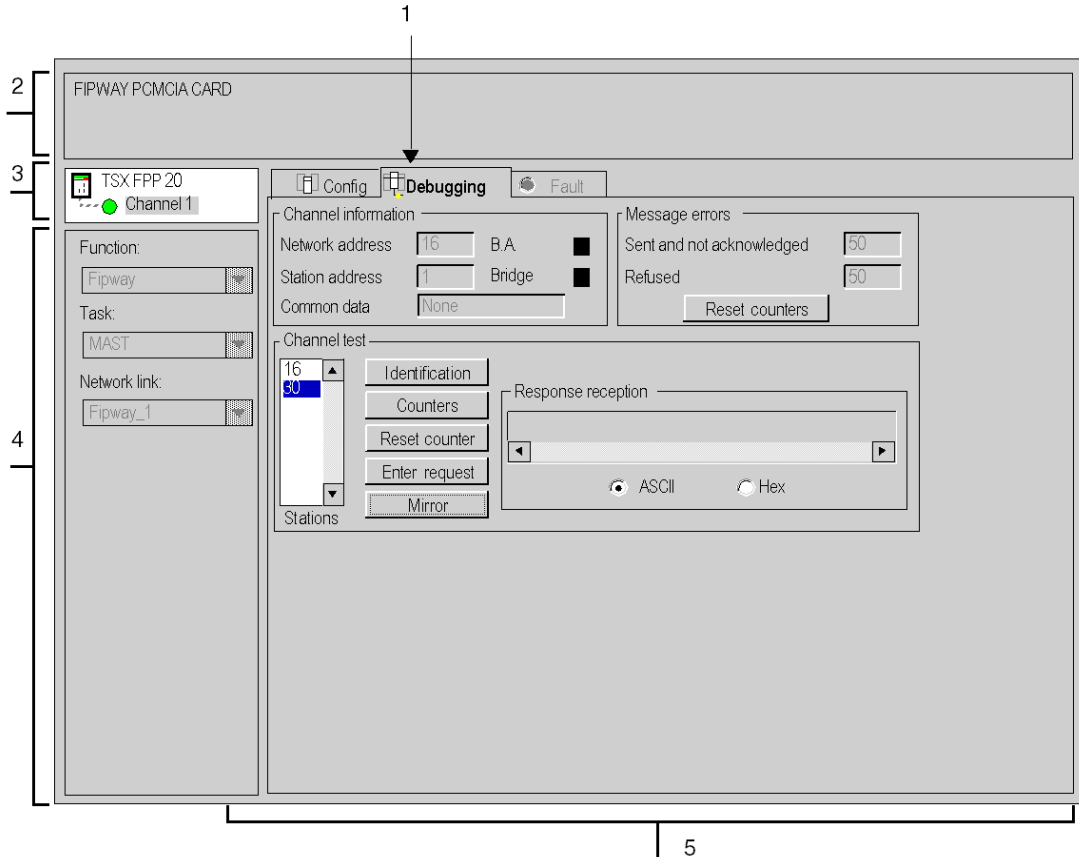 1
2
FIPWAY PCMCIA CARD
3
TSX FPP 20
Channel 1
Config
Debugging
Fault
4
Function:
Fipway
Task:
MAST
Network link:
Fipway_1
Channel information
Network address 16 B.A.
Station address 1 Bridge
Common data None
Message errors
Sent and not acknowledged 50
Refused 50
Reset counters
Channel test
16
30
Stations
Identification
Counters
Reset counter
Enter request
Mirror
Response reception
ASCII Hex
5